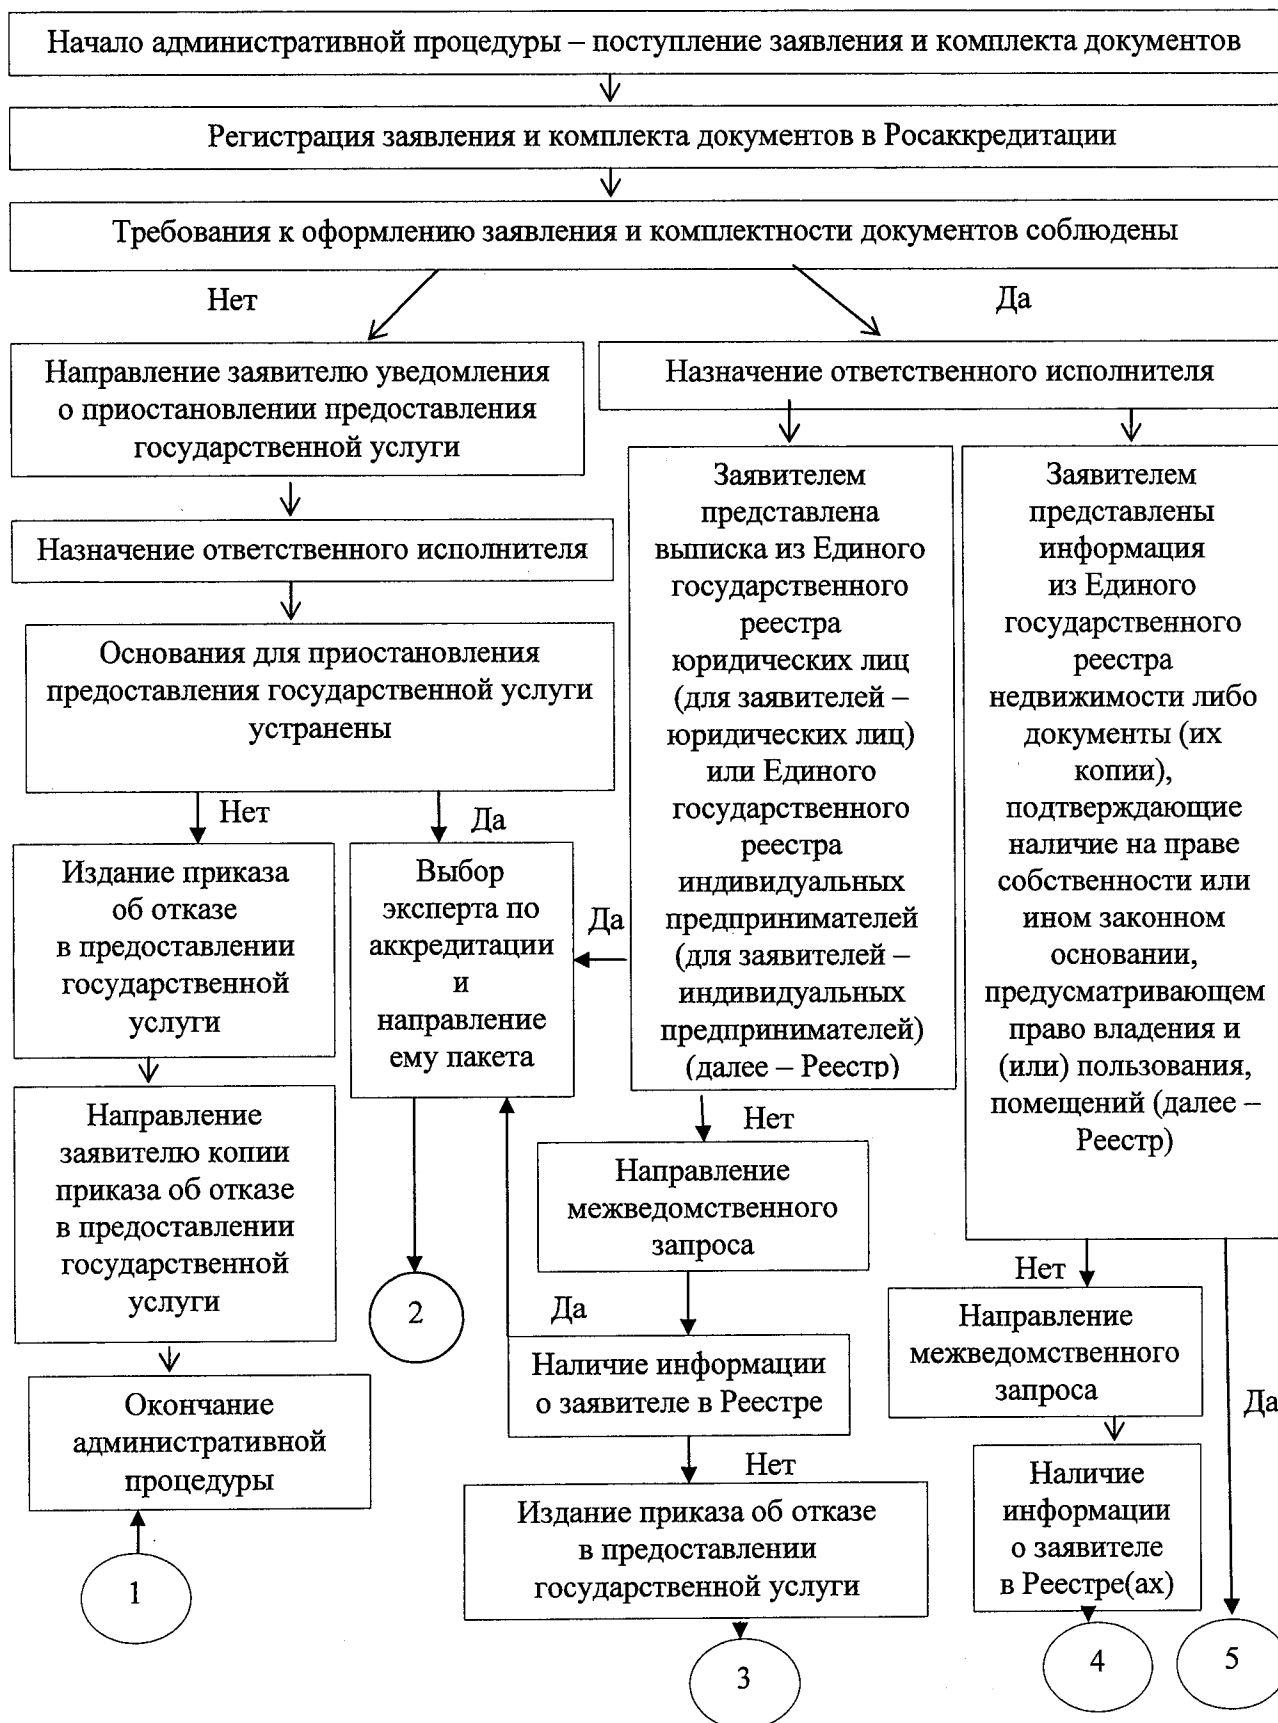 Начало административной процедуры – поступление заявления и комплекта документов
Регистрация заявления и комплекта документов в Росаккредитации
Требования к оформлению заявления и комплектности документов соблюдены
Нет
Да
Направление заявителю уведомления
о приостановлении предоставления
государственной услуги
Назначение ответственного исполнителя
Назначение ответственного исполнителя
Основания для приостановления
предоставления государственной услуги
устранены
Нет
Да
Издание приказа
об отказе
в предоставлении
государственной
услуги
Выбор
эксперта по
аккредитации
и
направление
ему пакета
Да
Заявителем
представлена
выписка из Единого
государственного
реестра
юридических лиц
(для заявителей –
юридических лиц)
или Единого
государственного
реестра
индивидуальных
предпринимателей
(для заявителей –
индивидуальных
предпринимателей)
(далее – Реестр)
Заявителем
представлены
информация
из Единого
государственного
реестра
недвижимости либо
документы (их
копии),
подтверждающие
наличие на праве
собственности или
ином законном
основании,
предусматривающем
право владения и
(или) пользования,
помещений (далее –
Реестр)
Направление
заявителю копии
приказа об отказе
в предоставлении
государственной
услуги
Нет
Направление
межведомственного
запроса
2
Да
Нет
Направление
межведомственного
запроса
Да
Наличие информации
о заявителе в Реестре
Окончание
административной
процедуры
Нет
Издание приказа об отказе
в предоставлении
государственной услуги
Наличие
информации
о заявителе
в Реестре(ах)
1
3
4
5